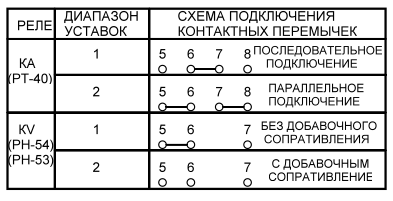 РЕЛЕ
ДИАПАЗОН
УСТАВОК
СХЕМА ПОДКЛЮЧЕНИЯ
КОНТАКТНЫХ ПЕРЕМЫЧЕК
КА
(РТ-40)
1
5 6 7 8
ПОСЛЕДОВАТЕЛЬНОЕ
ПОДКЛЮЧЕНИЕ
2
5 6 7 8
ПАРАЛЛЕЛЬНОЕ
ПОДКЛЮЧЕНИЕ
KV
(РН-54)
(РН-53)
1
5 6 7
БЕЗ ДОБАВОЧНОГО
СОПРАТИВЛЕНИЯ
2
5 6 7
С ДОБАВОЧНЫМ
СОПРАТИВЛЕНИЕ